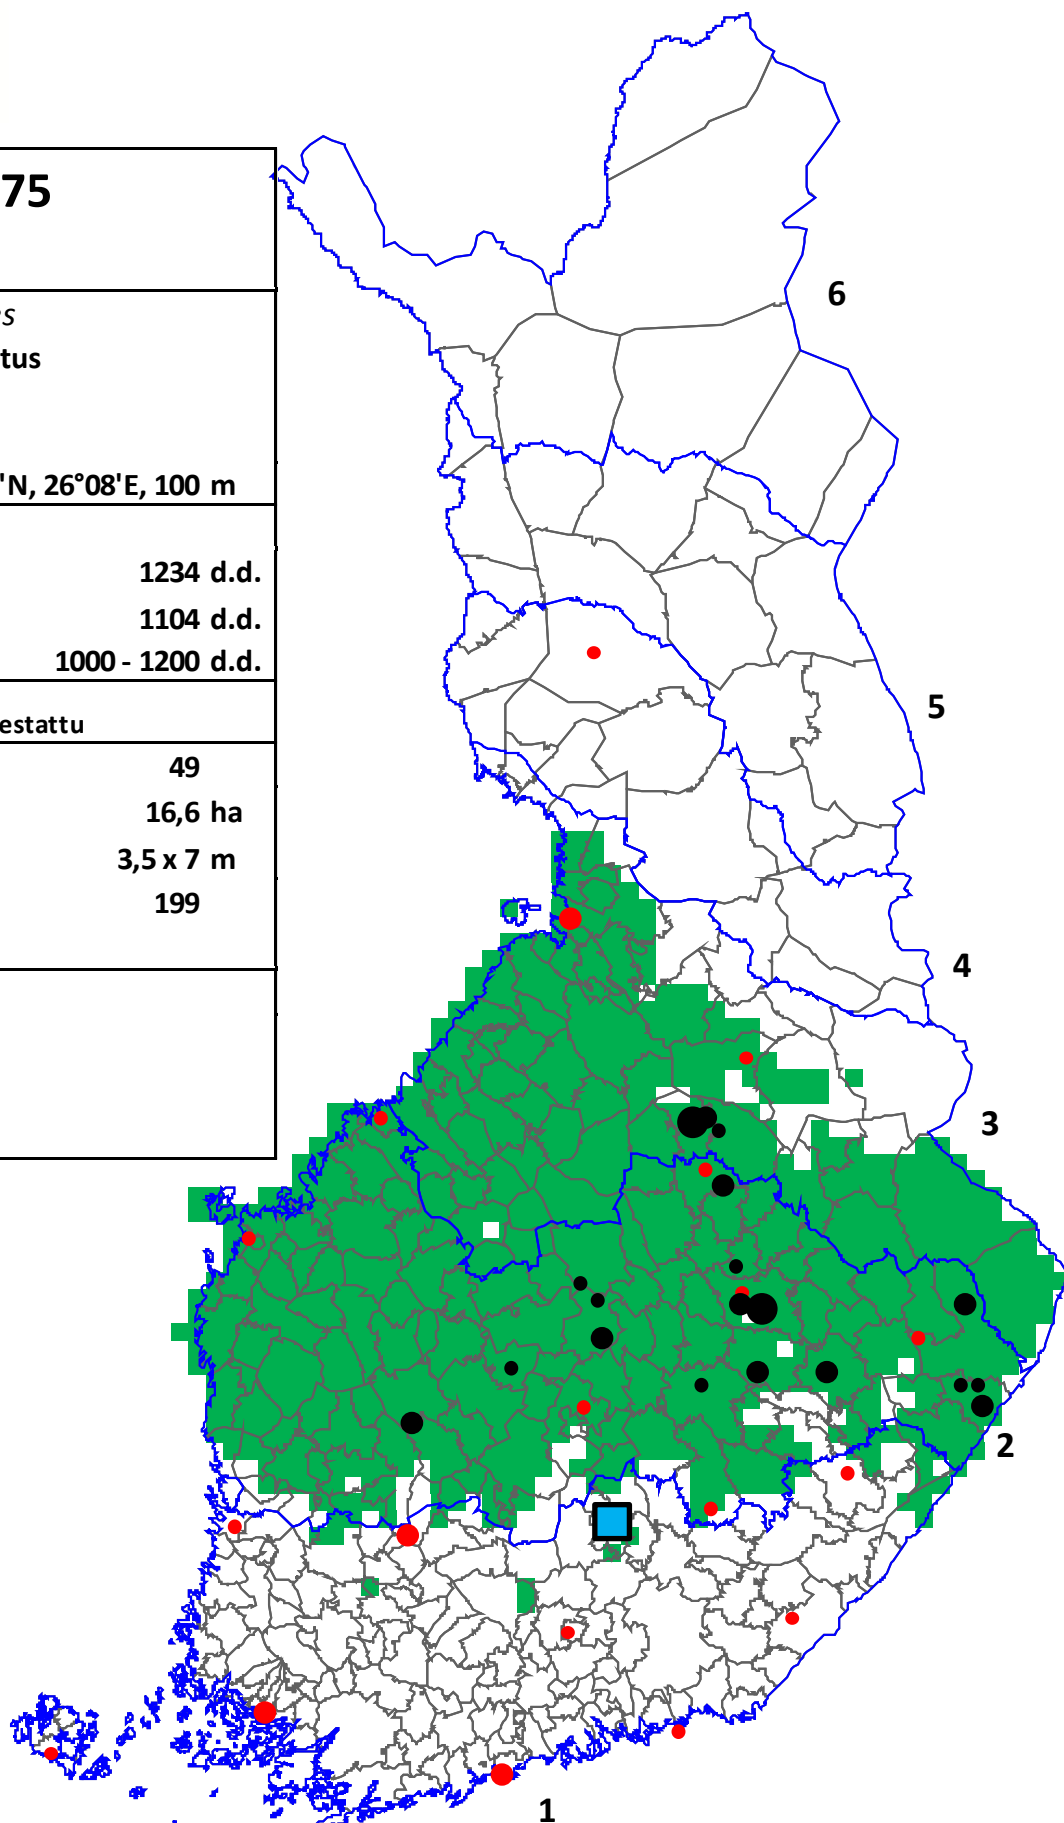 75
s
tus
'N, 26°08'E, 100 m
1234 d.d.
1104 d.d.
1000 - 1200 d.d.
estattu
49
16,6 ha
3,5 x 7 m
199
6
5
4
3
2
1